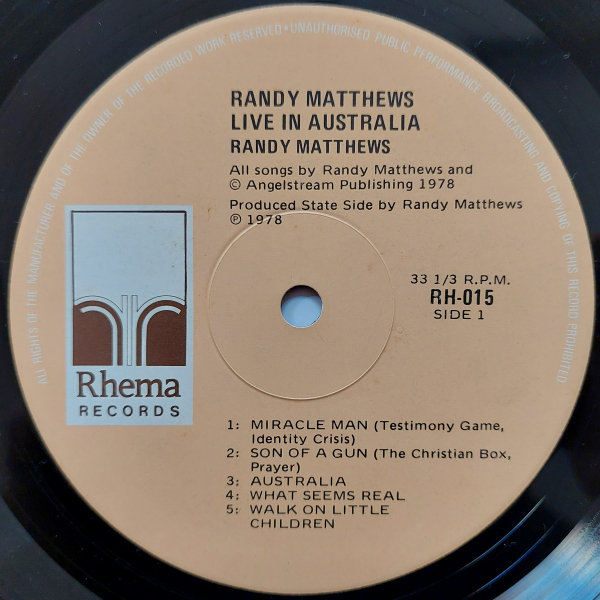 ALL RIGHTS OF THE MANUFACTURER AND OF THE OWNER OF THE RECORDED WORK RESERVED • UNAUTHORISED PUBLIC PERFORMANCE BROADCASTING AND COPYING OF THIS RECORD PROHIBITED
RANDY MATTHEWS
LIVE IN AUSTRALIA
RANDY MATTHEWS
All songs by Randy Matthews and
© Angelstream Publishing 1978
Produced State Side by Randy Matthews
℗ 1978
33 1/3 R.P.M.
RH-015
SIDE 1
Rhema
RECORDS
1: MIRACLE MAN (Testimony Game,
Identity Crisis)
2: SON OF A GUN (The Christian Box,
Prayer)
3: AUSTRALIA
4: WHAT SEEMS REAL
5: WALK ON LITTLE
CHILDREN